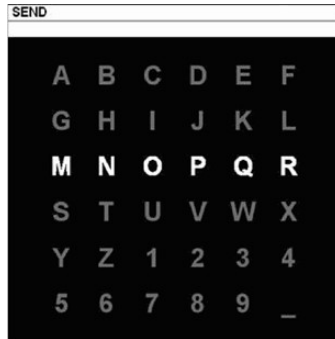 SEND
A B C D E F
G H I J K L
M N O P Q R
S T U V W X
Y Z 1 2 3 4
5 6 7 8 9 _